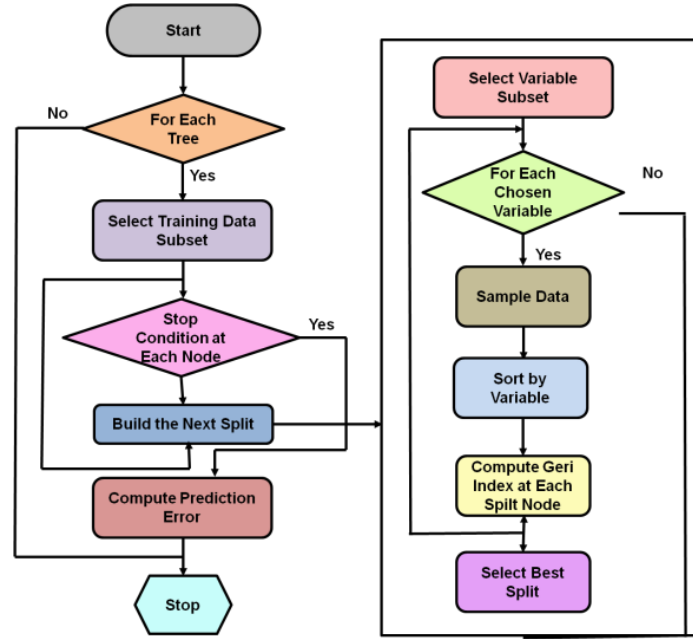 Start
No
For Each
Tree
Yes
Select Training Data
Subset
Stop
Condition at
Each Node
Yes
Build the Next Split
Compute Prediction
Error
Stop
Select Variable
Subset
For Each
Chosen
Variable
No
Yes
Sample Data
Sort by
Variable
Compute Geri
Index at Each
Spilt Node
Select Best
Split